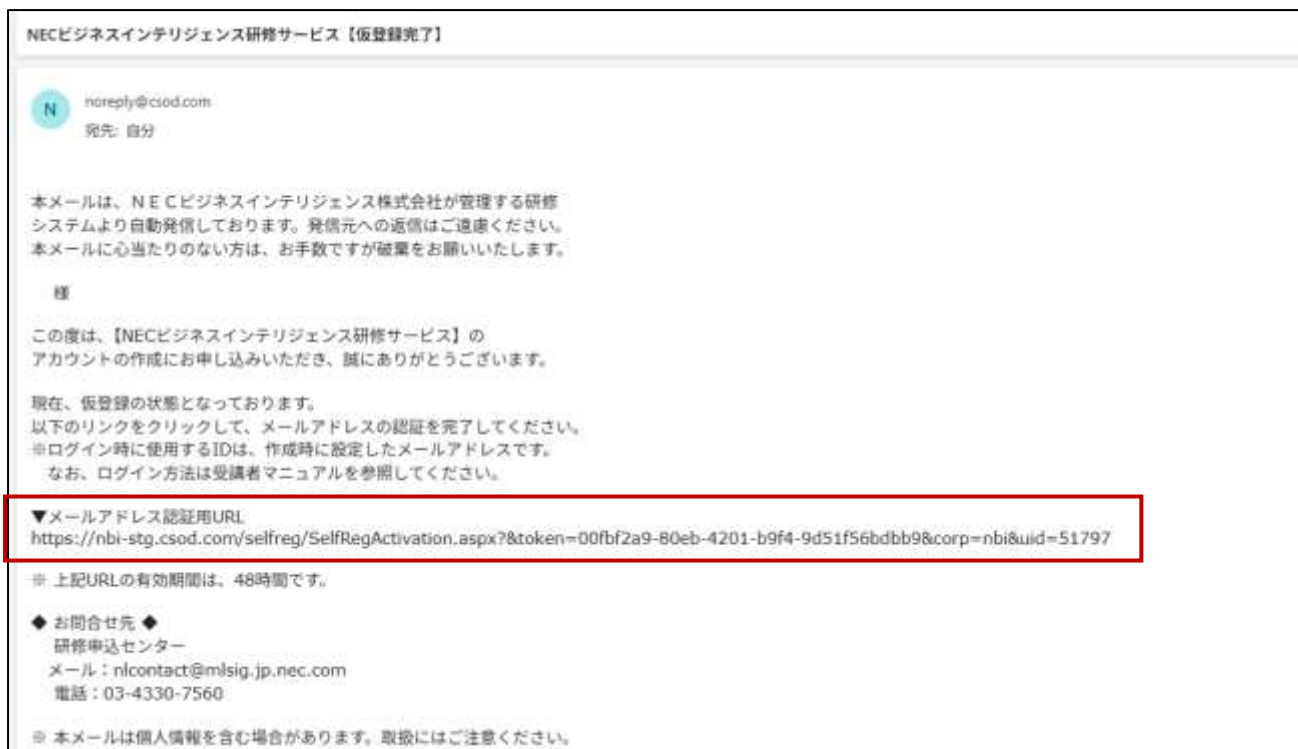 NECビジネスインテリジェンス研修サービス【仮登録完了】
N
noreply@csod.com
宛先: 自分
本メールは、ＮＥＣビジネスインテリジェンス株式会社が管理する研修
システムより自動発信しております。発信元への返信はご遠慮ください。
本メールに心当たりのない方は、お手数ですが破棄をお願いいたします。
様
この度は、【NECビジネスインテリジェンス研修サービス】の
アカウントの作成にお申し込みいただき、誠にありがとうございます。
現在、仮登録の状態となっております。
以下のリンクをクリックして、メールアドレスの認証を完了してください。
※ログイン時に使用するIDは、作成時に設定したメールアドレスです。
なお、ログイン方法は受講者マニュアルを参照してください。
▼メールアドレス認証用URL
https://nbi-stg.csod.com/selfreg/SelfRegActivation.aspx?&token=00fbf2a9-80eb-4201-b9f4-9d51f56bdbb9&corp=nbi&uid=51797
※ 上記URLの有効期間は、48時間です。
◆ お問合せ先 ◆
研修申込センター
メール：nlcontact@mlsig.jp.nec.com
電話：03-4330-7560
※ 本メールは個人情報を含む場合があります。取扱にはご注意ください。